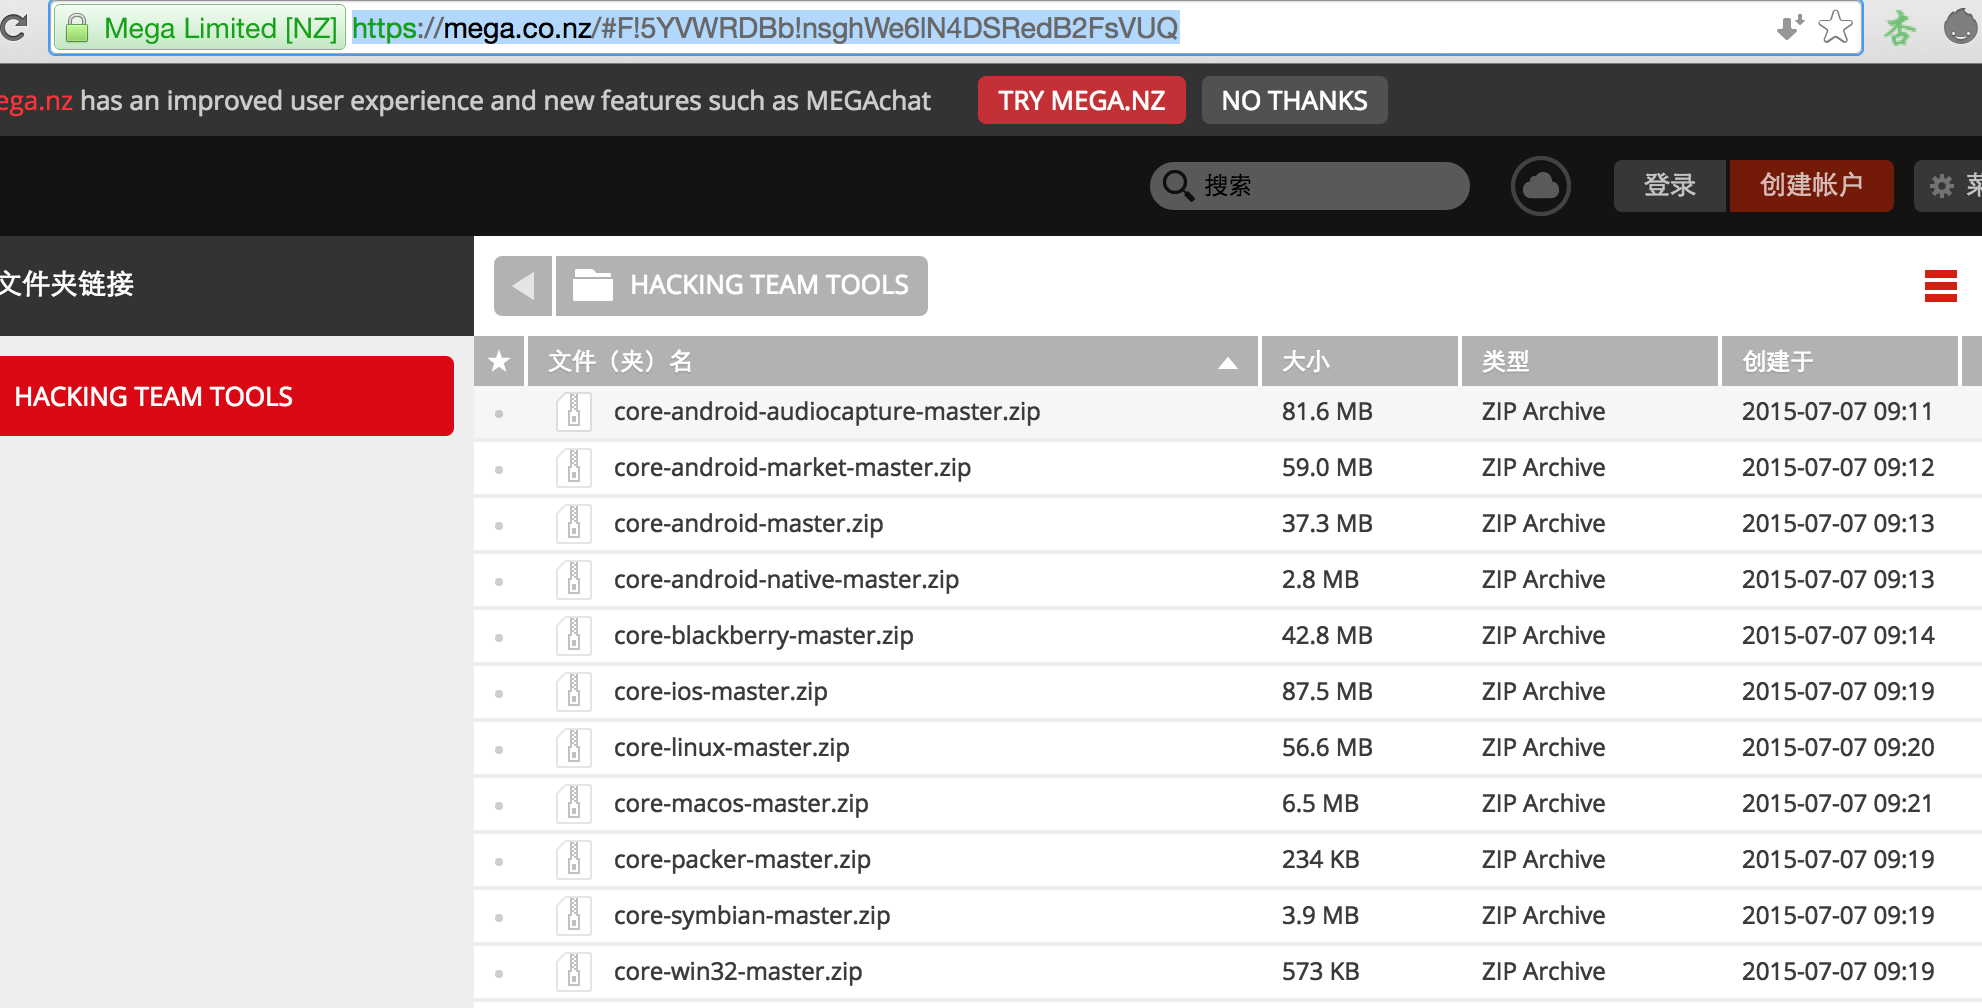 Mega Limited [NZ] https://mega.co.nz/#F!5YVWRDBb!nsghWe6lN4DSRedB2FsVUQ
ega.nz has an improved user experience and new features such as MEGAchat TRY MEGA.NZ NO THANKS
搜索 登录 创建帐户
文件夹链接
HACKING TEAM TOOLS
HACKING TEAM TOOLS
文件（夹）名 大小 类型 创建于
core-android-audiocapture-master.zip 81.6 MB ZIP Archive 2015-07-07 09:11
core-android-market-master.zip 59.0 MB ZIP Archive 2015-07-07 09:12
core-android-master.zip 37.3 MB ZIP Archive 2015-07-07 09:13
core-android-native-master.zip 2.8 MB ZIP Archive 2015-07-07 09:13
core-blackberry-master.zip 42.8 MB ZIP Archive 2015-07-07 09:14
core-ios-master.zip 87.5 MB ZIP Archive 2015-07-07 09:19
core-linux-master.zip 56.6 MB ZIP Archive 2015-07-07 09:20
core-macos-master.zip 6.5 MB ZIP Archive 2015-07-07 09:21
core-packer-master.zip 234 KB ZIP Archive 2015-07-07 09:19
core-symbian-master.zip 3.9 MB ZIP Archive 2015-07-07 09:19
core-win32-master.zip 573 KB ZIP Archive 2015-07-07 09:19